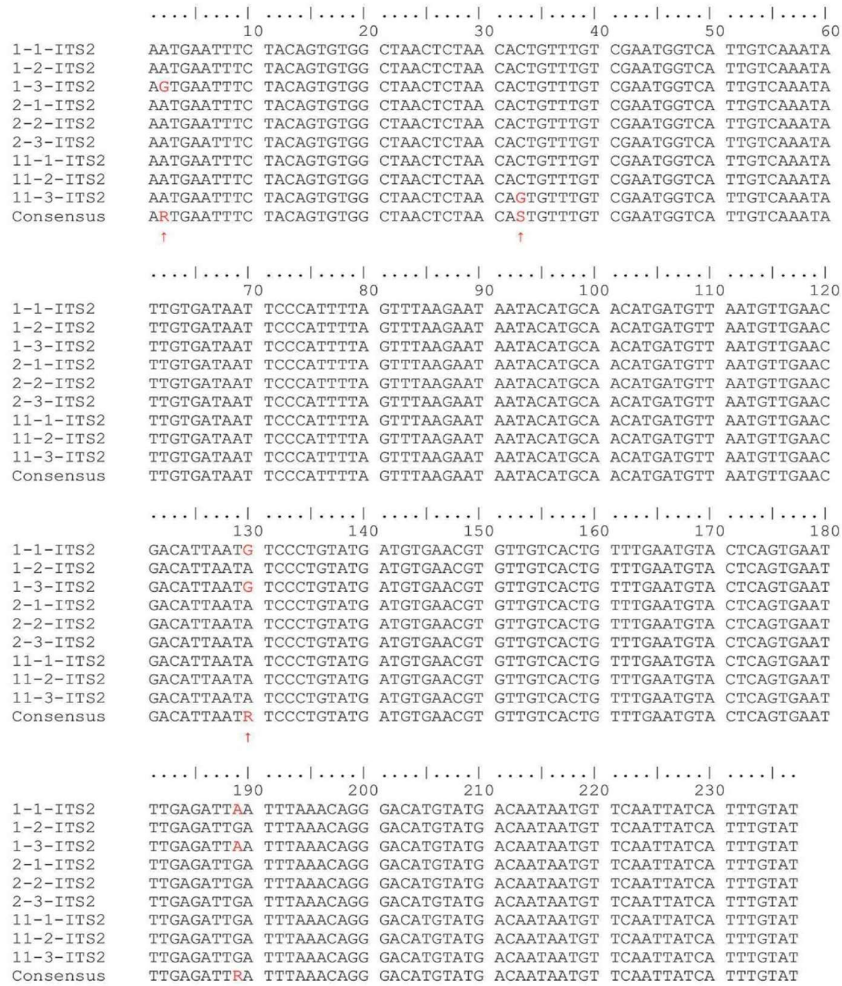 ....|....|....|....|....|....|....|....|....|....|....|....|
10 20 30 40 50 60
1-1-ITS2 AATGAATTTC TACAGTGTGG CTAACTCTAA CACTGTTTGT CGAATGGTCA TTGTCAAATA
1-2-ITS2 AATGAATTTC TACAGTGTGG CTAACTCTAA CACTGTTTGT CGAATGGTCA TTGTCAAATA
1-3-ITS2 AGTGAATTTC TACAGTGTGG CTAACTCTAA CACTGTTTGT CGAATGGTCA TTGTCAAATA
2-1-ITS2 AATGAATTTC TACAGTGTGG CTAACTCTAA CACTGTTTGT CGAATGGTCA TTGTCAAATA
2-2-ITS2 AATGAATTTC TACAGTGTGG CTAACTCTAA CACTGTTTGT CGAATGGTCA TTGTCAAATA
2-3-ITS2 AATGAATTTC TACAGTGTGG CTAACTCTAA CACTGTTTGT CGAATGGTCA TTGTCAAATA
11-1-ITS2 AATGAATTTC TACAGTGTGG CTAACTCTAA CACTGTTTGT CGAATGGTCA TTGTCAAATA
11-2-ITS2 AATGAATTTC TACAGTGTGG CTAACTCTAA CACTGTTTGT CGAATGGTCA TTGTCAAATA
11-3-ITS2 AATGAATTTC TACAGTGTGG CTAACTCTAA CAGTGTTTGT CGAATGGTCA TTGTCAAATA
Consensus ARTGAATTTC TACAGTGTGG CTAACTCTAA CASTGTTTGT CGAATGGTCA TTGTCAAATA
↑ ↑
....|....|....|....|....|....|....|....|....|....|....|....|
70 80 90 100 110 120
1-1-ITS2 TTGTGATAAT TCCCATTTTA GTTTAAGAAT AATACATGCA ACATGATGTT AATGTTGAAC
1-2-ITS2 TTGTGATAAT TCCCATTTTA GTTTAAGAAT AATACATGCA ACATGATGTT AATGTTGAAC
1-3-ITS2 TTGTGATAAT TCCCATTTTA GTTTAAGAAT AATACATGCA ACATGATGTT AATGTTGAAC
2-1-ITS2 TTGTGATAAT TCCCATTTTA GTTTAAGAAT AATACATGCA ACATGATGTT AATGTTGAAC
2-2-ITS2 TTGTGATAAT TCCCATTTTA GTTTAAGAAT AATACATGCA ACATGATGTT AATGTTGAAC
2-3-ITS2 TTGTGATAAT TCCCATTTTA GTTTAAGAAT AATACATGCA ACATGATGTT AATGTTGAAC
11-1-ITS2 TTGTGATAAT TCCCATTTTA GTTTAAGAAT AATACATGCA ACATGATGTT AATGTTGAAC
11-2-ITS2 TTGTGATAAT TCCCATTTTA GTTTAAGAAT AATACATGCA ACATGATGTT AATGTTGAAC
11-3-ITS2 TTGTGATAAT TCCCATTTTA GTTTAAGAAT AATACATGCA ACATGATGTT AATGTTGAAC
Consensus TTGTGATAAT TCCCATTTTA GTTTAAGAAT AATACATGCA ACATGATGTT AATGTTGAAC
....|....|....|....|....|....|....|....|....|....|....|....|
130 140 150 160 170 180
1-1-ITS2 GACATTAATG TCCCTGTATG ATGTGAACGT GTTGTCACTG TTTGAATGTA CTCAGTGAAT
1-2-ITS2 GACATTAATA TCCCTGTATG ATGTGAACGT GTTGTCACTG TTTGAATGTA CTCAGTGAAT
1-3-ITS2 GACATTAATG TCCCTGTATG ATGTGAACGT GTTGTCACTG TTTGAATGTA CTCAGTGAAT
2-1-ITS2 GACATTAATA TCCCTGTATG ATGTGAACGT GTTGTCACTG TTTGAATGTA CTCAGTGAAT
2-2-ITS2 GACATTAATA TCCCTGTATG ATGTGAACGT GTTGTCACTG TTTGAATGTA CTCAGTGAAT
2-3-ITS2 GACATTAATA TCCCTGTATG ATGTGAACGT GTTGTCACTG TTTGAATGTA CTCAGTGAAT
11-1-ITS2 GACATTAATA TCCCTGTATG ATGTGAACGT GTTGTCACTG TTTGAATGTA CTCAGTGAAT
11-2-ITS2 GACATTAATA TCCCTGTATG ATGTGAACGT GTTGTCACTG TTTGAATGTA CTCAGTGAAT
11-3-ITS2 GACATTAATA TCCCTGTATG ATGTGAACGT GTTGTCACTG TTTGAATGTA CTCAGTGAAT
Consensus GACATTAATR TCCCTGTATG ATGTGAACGT GTTGTCACTG TTTGAATGTA CTCAGTGAAT
↑
....|....|....|....|....|....|....|....|....|....|....|..
190 200 210 220 230
1-1-ITS2 TTGAGATTAA TTTAAACAGG GACATGTATG ACAATAATGT TCAATTATCA TTTGTAT
1-2-ITS2 TTGAGATTGA TTTAAACAGG GACATGTATG ACAATAATGT TCAATTATCA TTTGTAT
1-3-ITS2 TTGAGATTAA TTTAAACAGG GACATGTATG ACAATAATGT TCAATTATCA TTTGTAT
2-1-ITS2 TTGAGATTGA TTTAAACAGG GACATGTATG ACAATAATGT TCAATTATCA TTTGTAT
2-2-ITS2 TTGAGATTGA TTTAAACAGG GACATGTATG ACAATAATGT TCAATTATCA TTTGTAT
2-3-ITS2 TTGAGATTGA TTTAAACAGG GACATGTATG ACAATAATGT TCAATTATCA TTTGTAT
11-1-ITS2 TTGAGATTGA TTTAAACAGG GACATGTATG ACAATAATGT TCAATTATCA TTTGTAT
11-2-ITS2 TTGAGATTGA TTTAAACAGG GACATGTATG ACAATAATGT TCAATTATCA TTTGTAT
11-3-ITS2 TTGAGATTGA TTTAAACAGG GACATGTATG ACAATAATGT TCAATTATCA TTTGTAT
Consensus TTGAGATTRA TTTAAACAGG GACATGTATG ACAATAATGT TCAATTATCA TTTGTAT